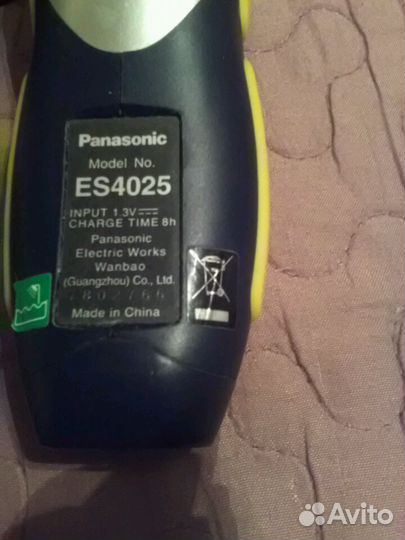 Panasonic
Model No.
ES4025
INPUT 1.3V⎓
CHARGE TIME 8h
Panasonic
Electric Works
Wanbao
(Guangzhou) Co., Ltd.
Made in China
Avito